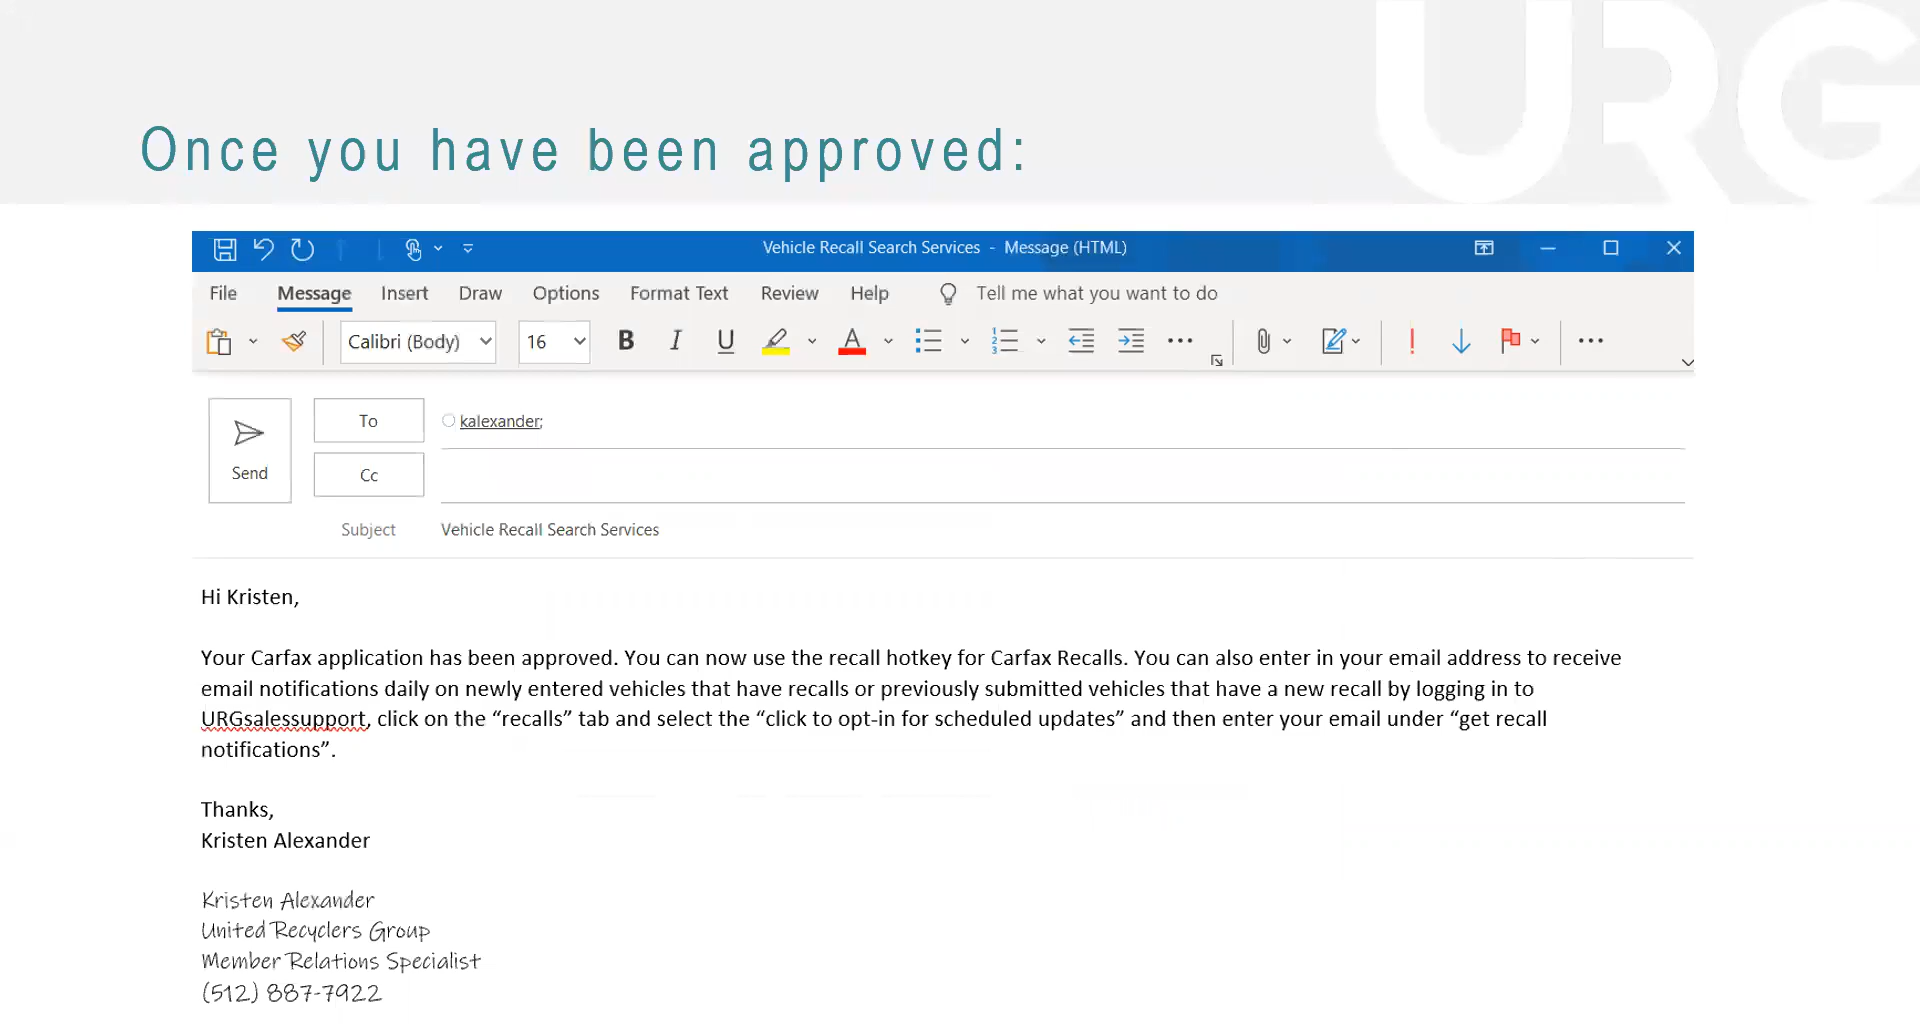 URG
Once you have been approved:
Vehicle Recall Search Services - Message (HTML)
File Message Insert Draw Options Format Text Review Help Tell me what you want to do
Calibri (Body) 16 B I U A
To kalexander;
Send
Cc
Subject Vehicle Recall Search Services
Hi Kristen,
Your Carfax application has been approved. You can now use the recall hotkey for Carfax Recalls. You can also enter in your email address to receive
email notifications daily on newly entered vehicles that have recalls or previously submitted vehicles that have a new recall by logging in to
URGsalessupport, click on the “recalls” tab and select the “click to opt-in for scheduled updates” and then enter your email under “get recall
notifications”.
Thanks,
Kristen Alexander
Kristen Alexander
United Recyclers Group
Member Relations Specialist
(512) 887-7922